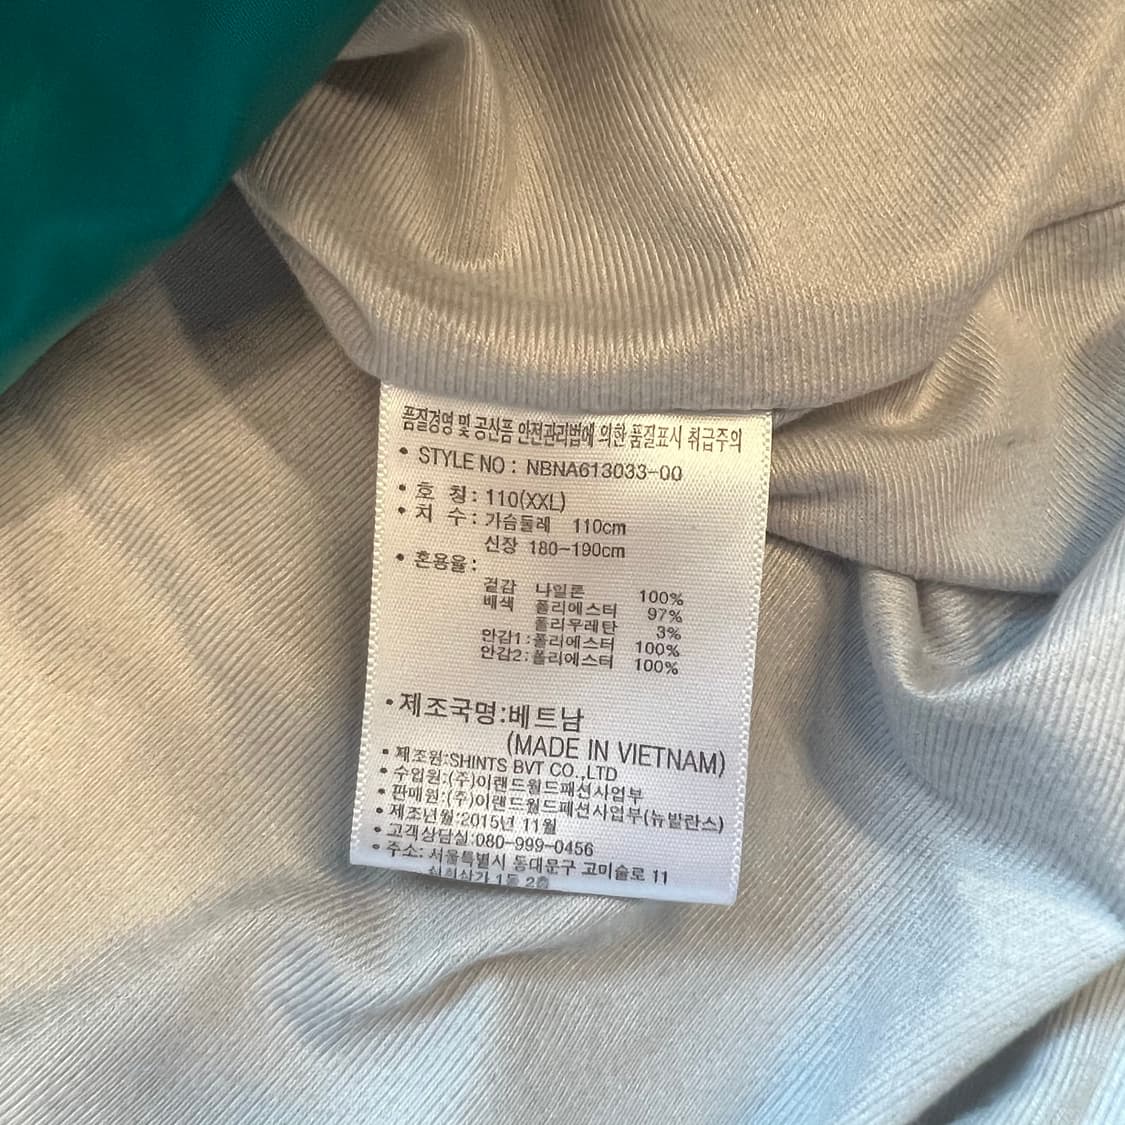 품질경영 및 공산품 안전관리법에 의한 품질표시 취급주의
• STYLE NO : NBNA613033-00
• 호 칭 : 110(XXL)
• 치 수 : 가슴둘레 110cm
신장 180-190cm
• 혼용율 :
겉감 나일론 100%
배색 폴리에스터 97%
폴리우레탄 3%
안감1:폴리에스터 100%
안감2:폴리에스터 100%
• 제조국명:베트남
(MADE IN VIETNAM)
• 제조원:SHINTS BVT CO.,LTD
• 수입원:(주)이랜드월드패션사업부
• 판매원:(주)이랜드월드패션사업부(뉴발란스)
• 제조년월:2015년 11월
• 고객상담실:080-999-0456
• 주소: 서울특별시 동대문구 고미술로 11
1동 2층